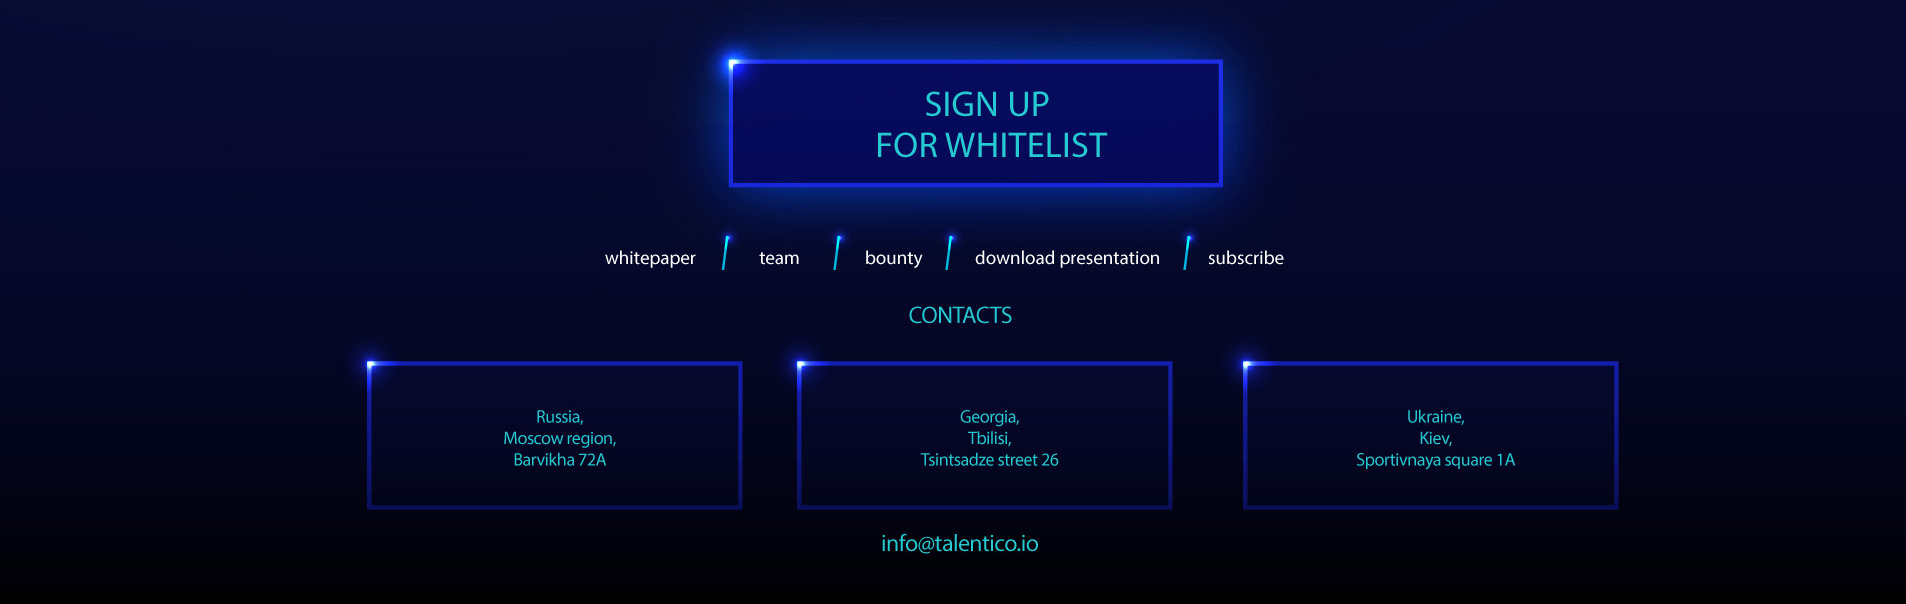 SIGN UP
FOR WHITELIST
whitepaper team bounty download presentation subscribe
CONTACTS
Russia,
Moscow region,
Barvikha 72A
Georgia,
Tbilisi,
Tsintsadze street 26
Ukraine,
Kiev,
Sportivnaya square 1A
info@talentico.io